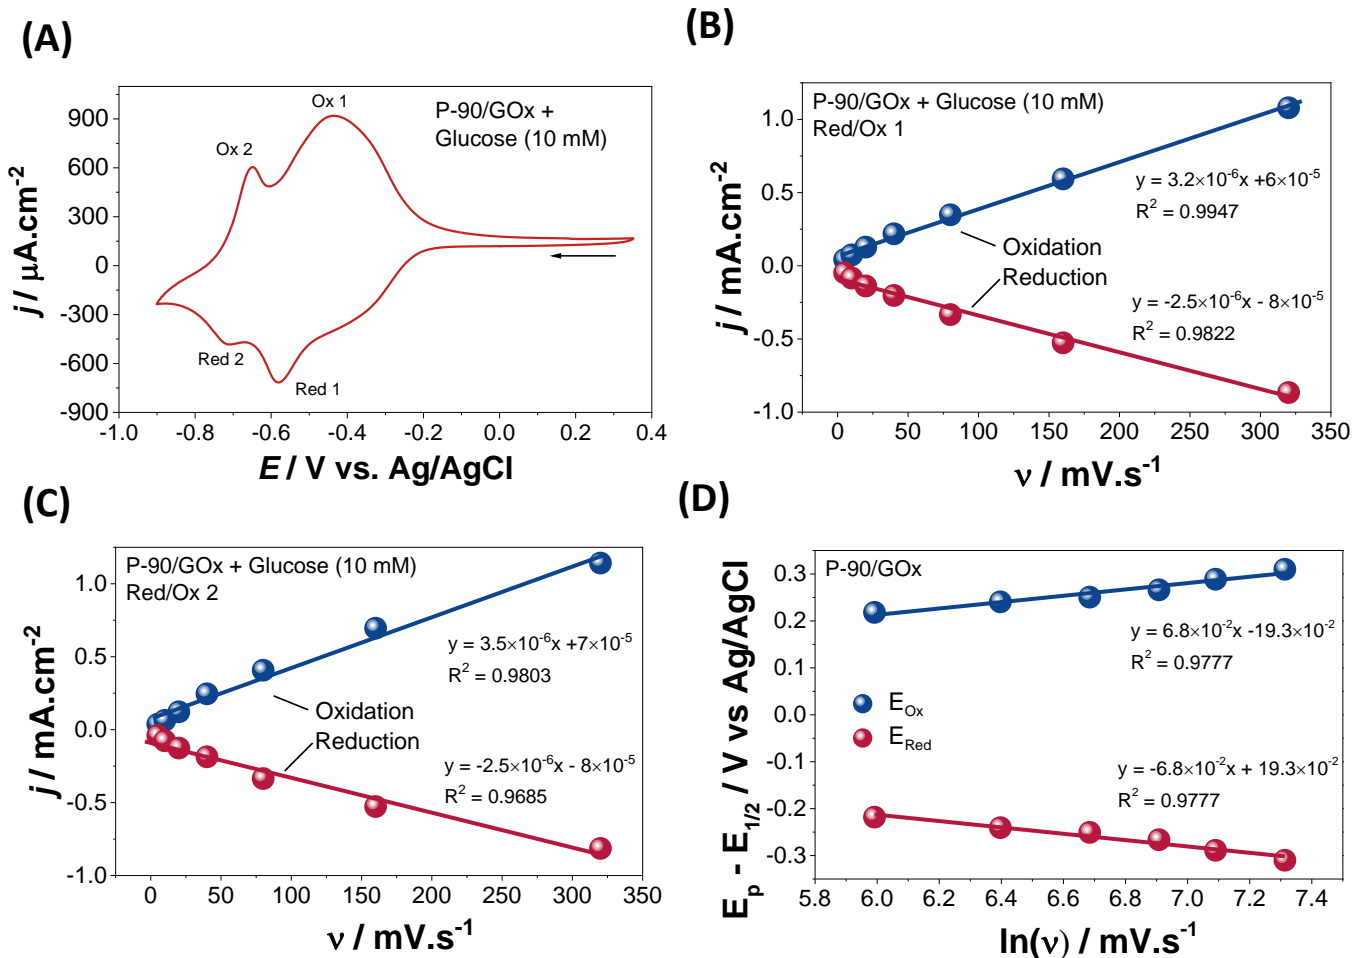 (A)
Ox 1
Ox 2
P-90/GOx +
Glucose (10 mM)
Red 2
Red 1
900
600
300
0
-300
-600
-900
-1.0
-0.8
-0.6
-0.4
-0.2
0.0
0.2
0.4
j / μA.cm-2
E / V vs. Ag/AgCl
(B)
P-90/GOx + Glucose (10 mM)
Red/Ox 1
y = 3.2×10-6x +6×10-5
R2 = 0.9947
Oxidation
Reduction
y = -2.5×10-6x - 8×10-5
R2 = 0.9822
1.0
0.5
0.0
-0.5
-1.0
0
50
100
150
200
250
300
350
j / mA.cm-2
ν / mV.s-1
(C)
P-90/GOx + Glucose (10 mM)
Red/Ox 2
y = 3.5×10-6x +7×10-5
R2 = 0.9803
Oxidation
Reduction
y = -2.5×10-6x - 8×10-5
R2 = 0.9685
1.0
0.5
0.0
-0.5
-1.0
0
50
100
150
200
250
300
350
j / mA.cm-2
ν / mV.s-1
(D)
P-90/GOx
y = 6.8×10-2x -19.3×10-2
R2 = 0.9777
EOx
ERed
y = -6.8×10-2x + 19.3×10-2
R2 = 0.9777
0.3
0.2
0.1
0.0
-0.1
-0.2
-0.3
5.8
6.0
6.2
6.4
6.6
6.8
7.0
7.2
7.4
Ep - E1/2 / V vs Ag/AgCl
ln(ν) / mV.s-1